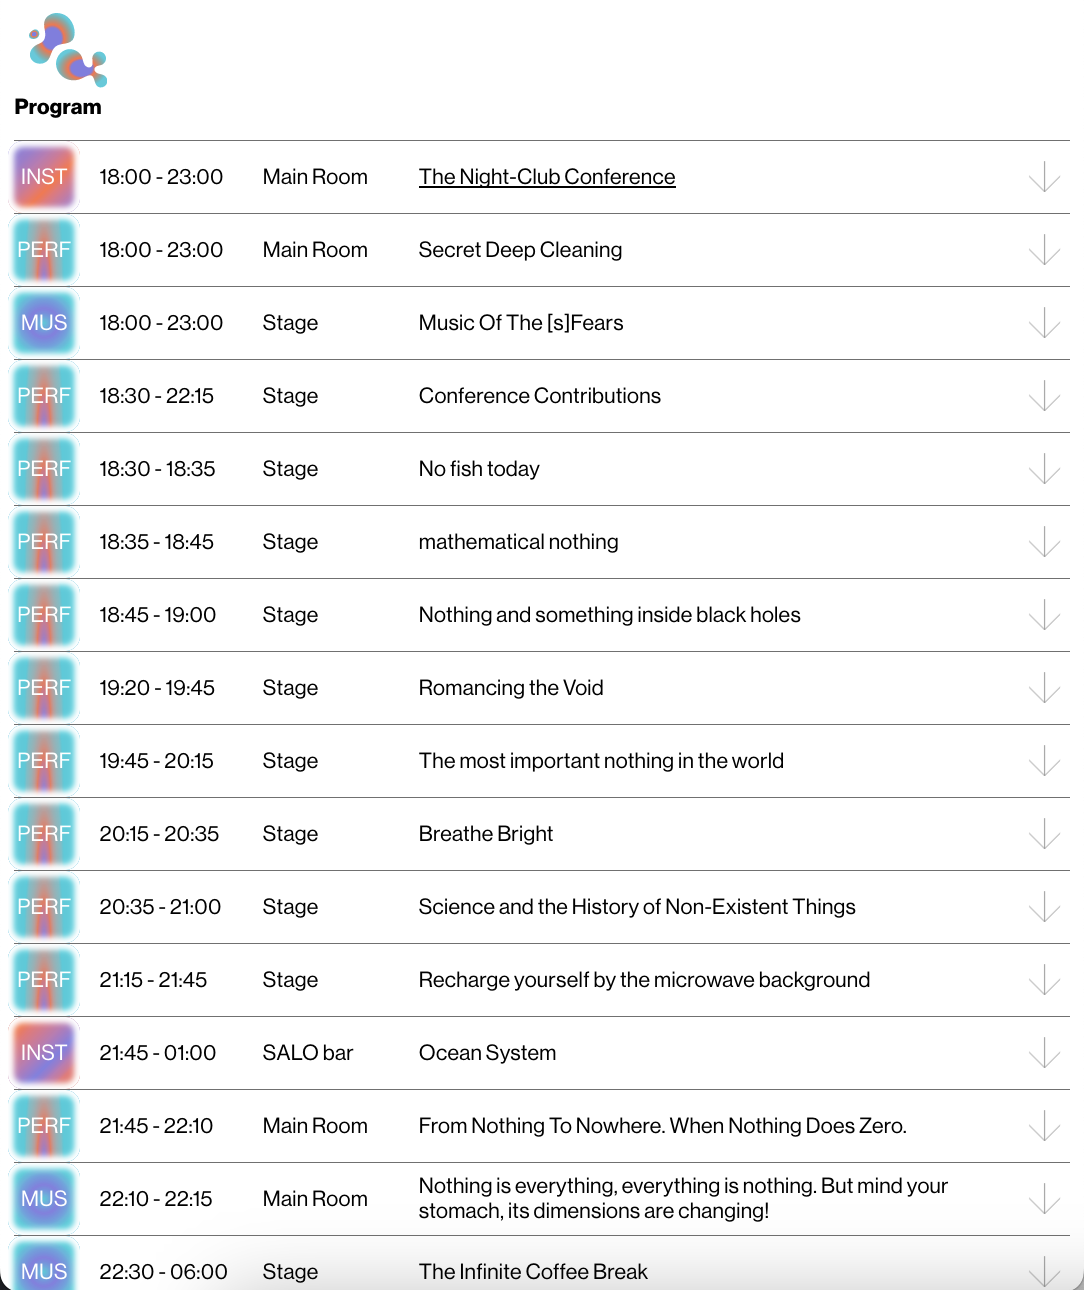 Program
INST 18:00 - 23:00 Main Room The Night-Club Conference
PERF 18:00 - 23:00 Main Room Secret Deep Cleaning
MUS 18:00 - 23:00 Stage Music Of The [s]Fears
PERF 18:30 - 22:15 Stage Conference Contributions
PERF 18:30 - 18:35 Stage No fish today
PERF 18:35 - 18:45 Stage mathematical nothing
PERF 18:45 - 19:00 Stage Nothing and something inside black holes
PERF 19:20 - 19:45 Stage Romancing the Void
PERF 19:45 - 20:15 Stage The most important nothing in the world
PERF 20:15 - 20:35 Stage Breathe Bright
PERF 20:35 - 21:00 Stage Science and the History of Non-Existent Things
PERF 21:15 - 21:45 Stage Recharge yourself by the microwave background
INST 21:45 - 01:00 SALO bar Ocean System
PERF 21:45 - 22:10 Main Room From Nothing To Nowhere. When Nothing Does Zero.
MUS 22:10 - 22:15 Main Room Nothing is everything, everything is nothing. But mind your
stomach, its dimensions are changing!
MUS 22:30 - 06:00 Stage The Infinite Coffee Break